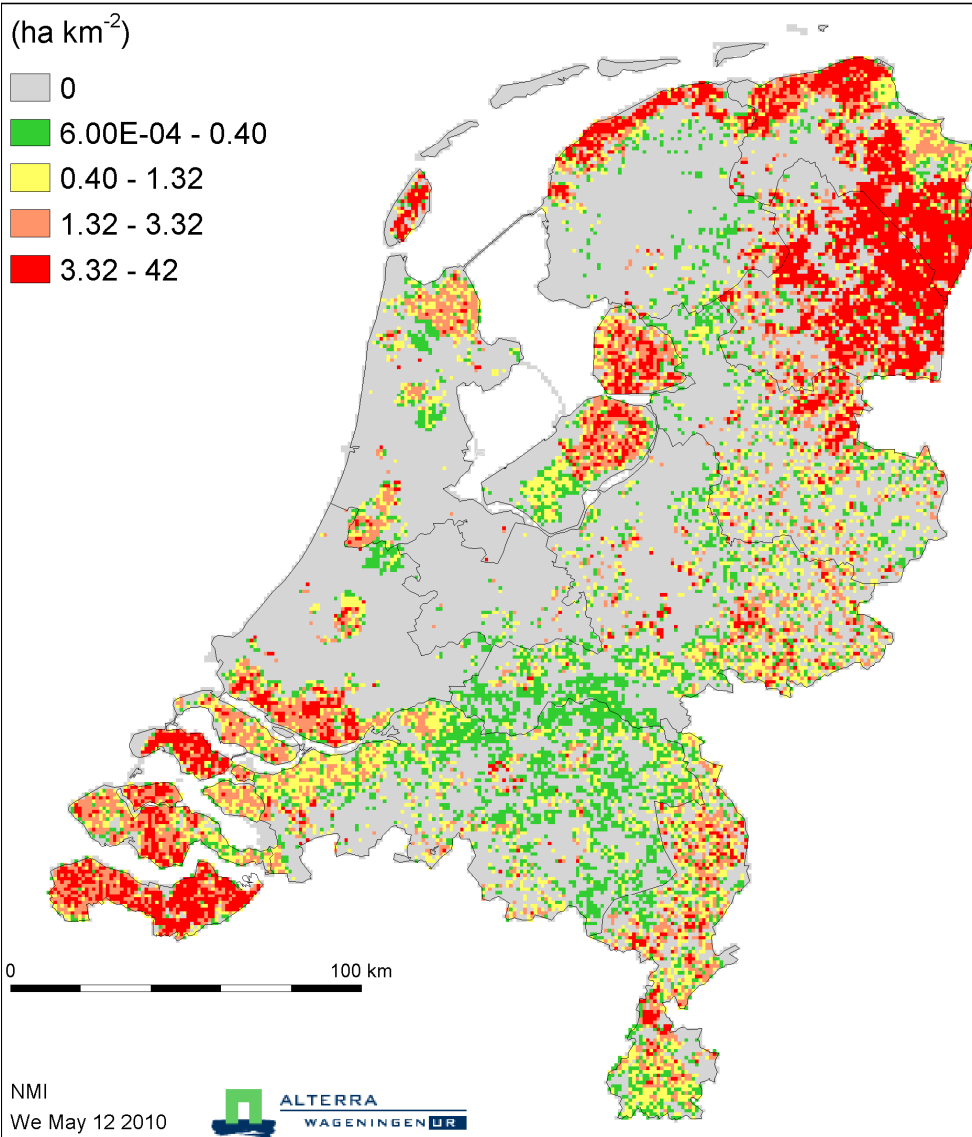 (ha km⁻²)
0
6.00E-04 - 0.40
0.40 - 1.32
1.32 - 3.32
3.32 - 42
0 100 km
NMI
We May 12 2010
ALTERRA
WAGENINGEN UR